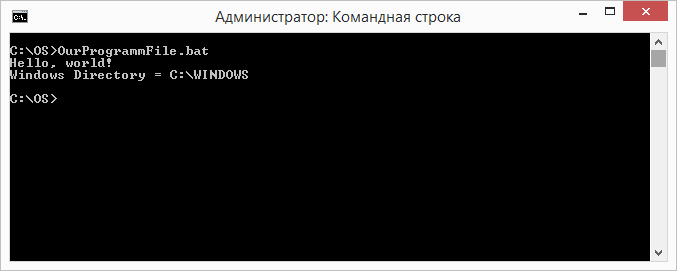 Администратор: Командная строка
C:\OS>OurProgrammFile.bat
Hello, world!
Windows Directory = C:\WINDOWS
C:\OS>